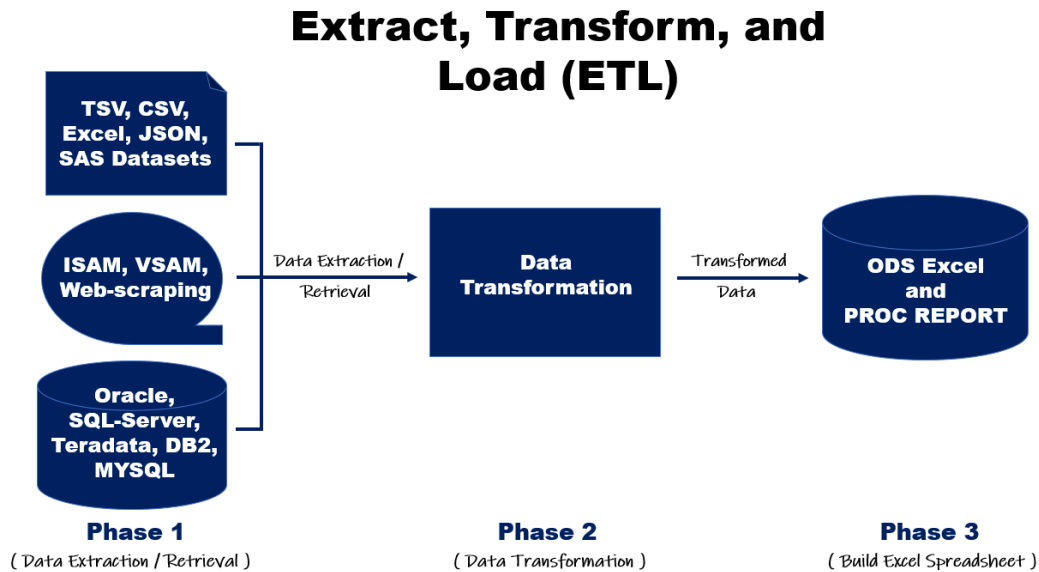 Extract, Transform, and
Load (ETL)
TSV, CSV,
Excel, JSON,
SAS Datasets
ISAM, VSAM,
Web-scraping
Oracle,
SQL-Server,
Teradata, DB2,
MYSQL
Data Extraction /
Retrieval
Data
Transformation
Transformed
Data
ODS Excel
and
PROC REPORT
Phase 1
( Data Extraction / Retrieval )
Phase 2
( Data Transformation )
Phase 3
( Build Excel Spreadsheet )